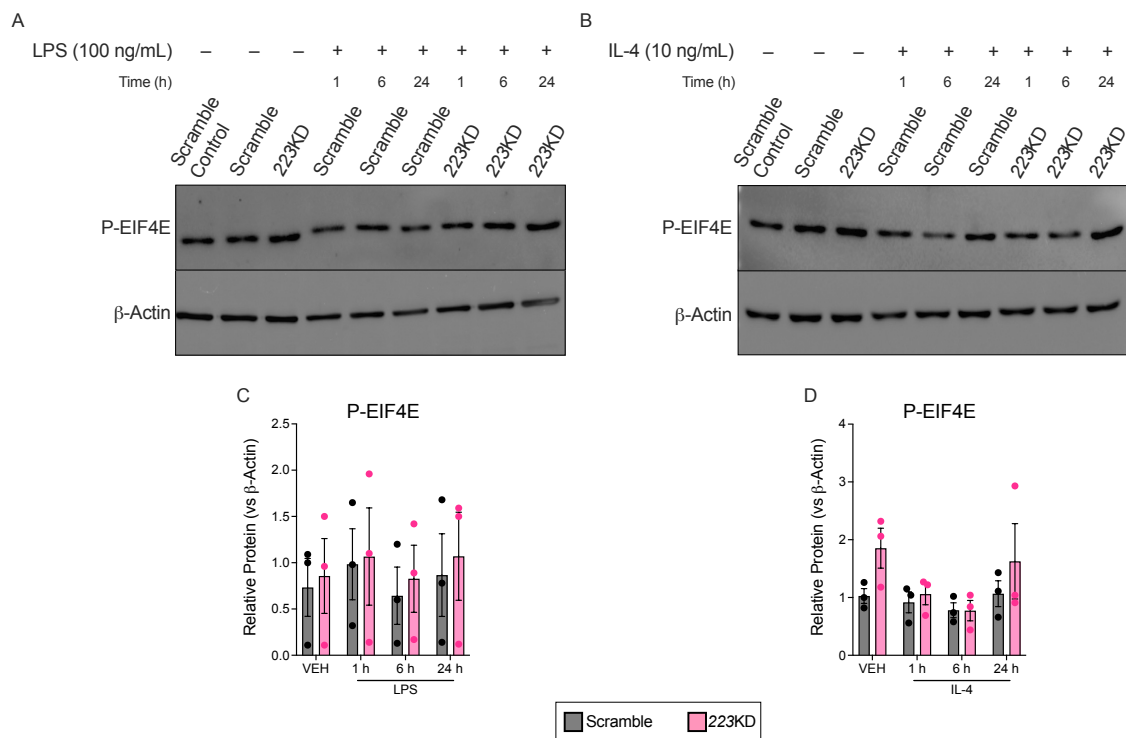 A
LPS (100 ng/mL) – – – + + + + + +
Time (h) 1 6 24 1 6 24
Scramble Control Scramble 223KD Scramble Scramble Scramble 223KD 223KD 223KD
P-EIF4E
β-Actin
B
IL-4 (10 ng/mL) – – – + + + + + +
Time (h) 1 6 24 1 6 24
Scramble Control Scramble 223KD Scramble Scramble Scramble 223KD 223KD 223KD
P-EIF4E
β-Actin
C
P-EIF4E
Relative Protein (vs β-Actin)
2.5
2.0
1.5
1.0
0.5
0.0
VEH 1 h 6 h 24 h
LPS
D
P-EIF4E
Relative Protein (vs β-Actin)
4
3
2
1
0
VEH 1 h 6 h 24 h
IL-4
Scramble 223KD